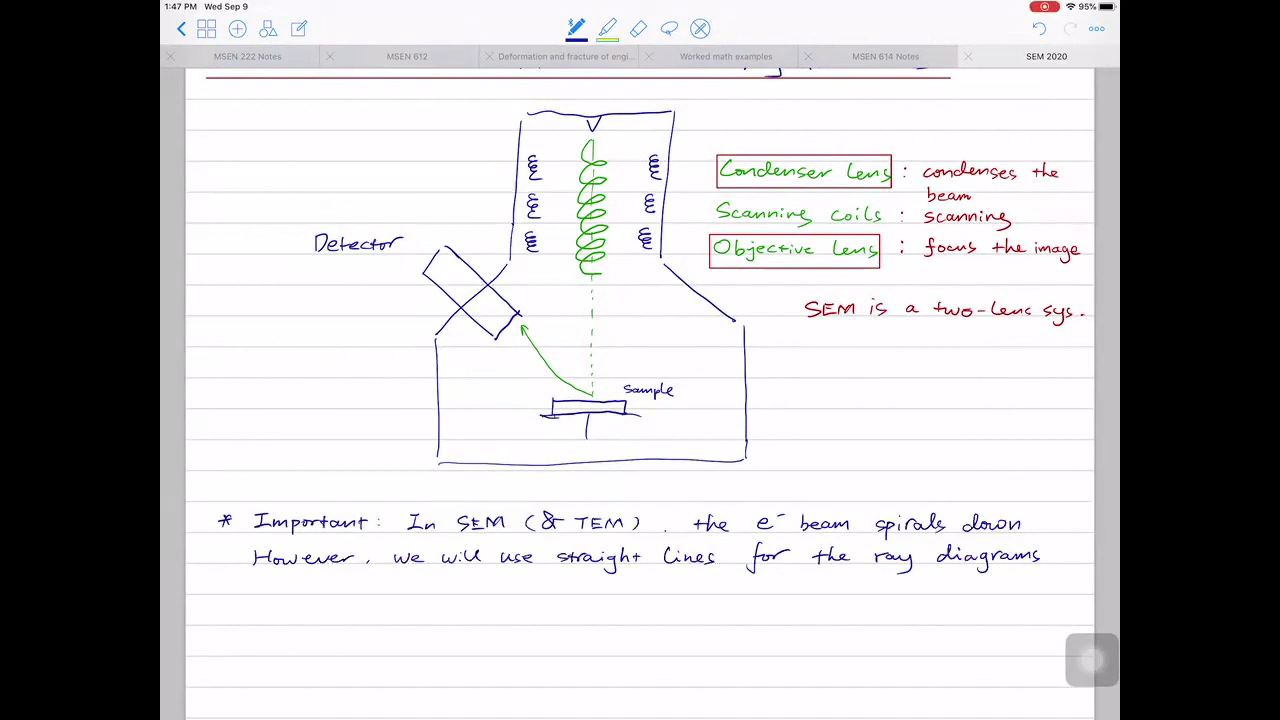 1:47 PM Wed Sep 9
95%
MSEN 222 Notes
MSEN 612
Deformation and fracture of engi...
Worked math examples
MSEN 614 Notes
SEM 2020
Condenser Lens : condenses the
beam
Scanning coils : scanning
Detector
Objective Lens : focus the image
SEM is a two-lens sys.
Sample
* Important: In SEM (& TEM), the e⁻ beam spirals down
However, we will use straight lines for the ray diagrams